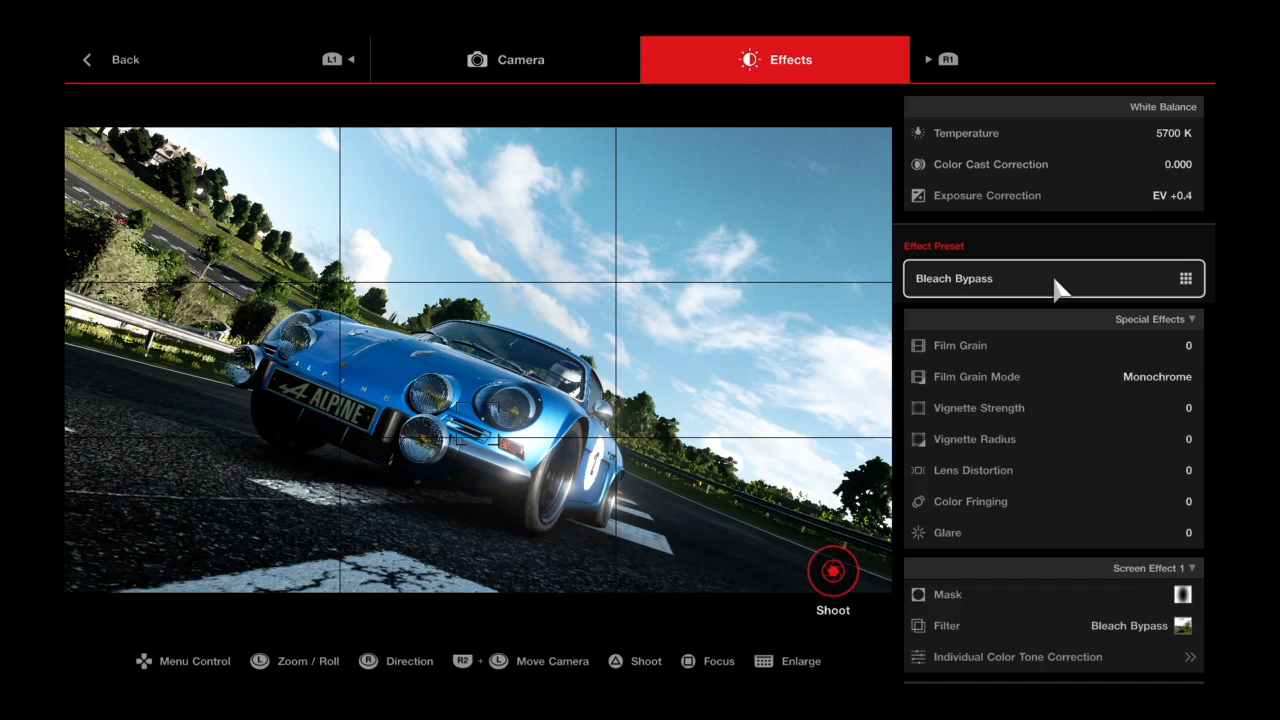 Back
L1
Camera
Effects
R1
White Balance
Temperature 5700 K
Color Cast Correction 0.000
Exposure Correction EV +0.4
Effect Preset
Bleach Bypass
Special Effects
Film Grain 0
Film Grain Mode Monochrome
Vignette Strength 0
Vignette Radius 0
Lens Distortion 0
Color Fringing 0
Glare 0
Screen Effect 1
Mask
Filter Bleach Bypass
Individual Color Tone Correction
ALPINE
A ALPINE
Shoot
Menu Control L Zoom / Roll R Direction R2 + L Move Camera Shoot Focus Enlarge